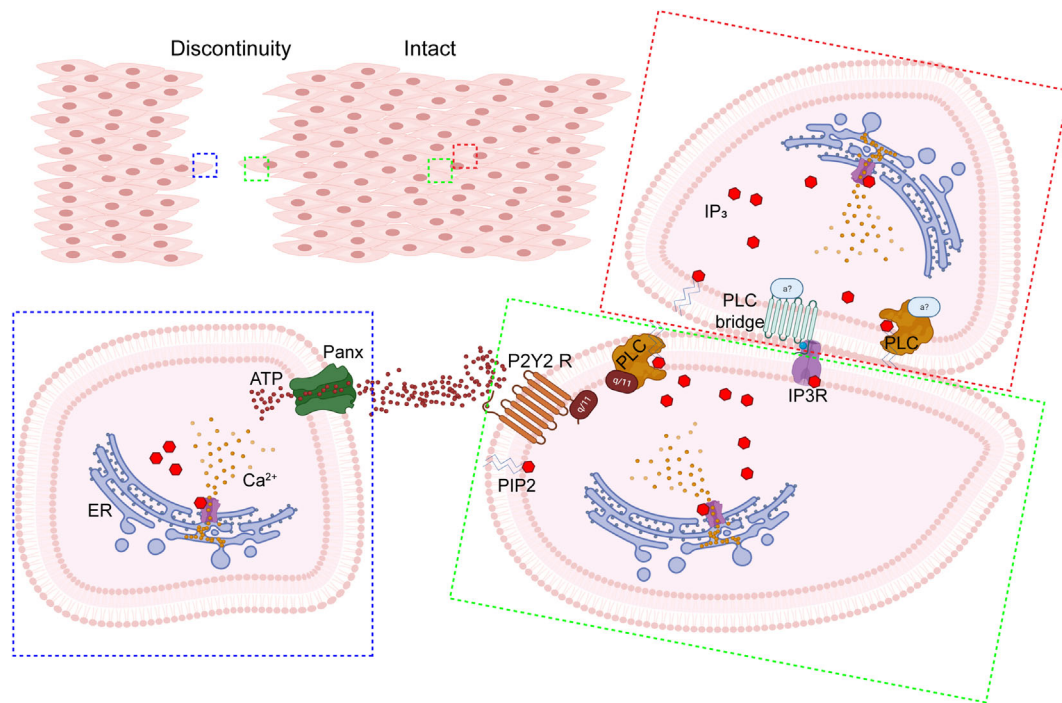 Discontinuity
Intact
IP₃
a?
PLC
bridge
a?
PLC
IP3R
Panx
ATP
P2Y2 R
PLC
q/11
q/11
PIP2
Ca²⁺
ER